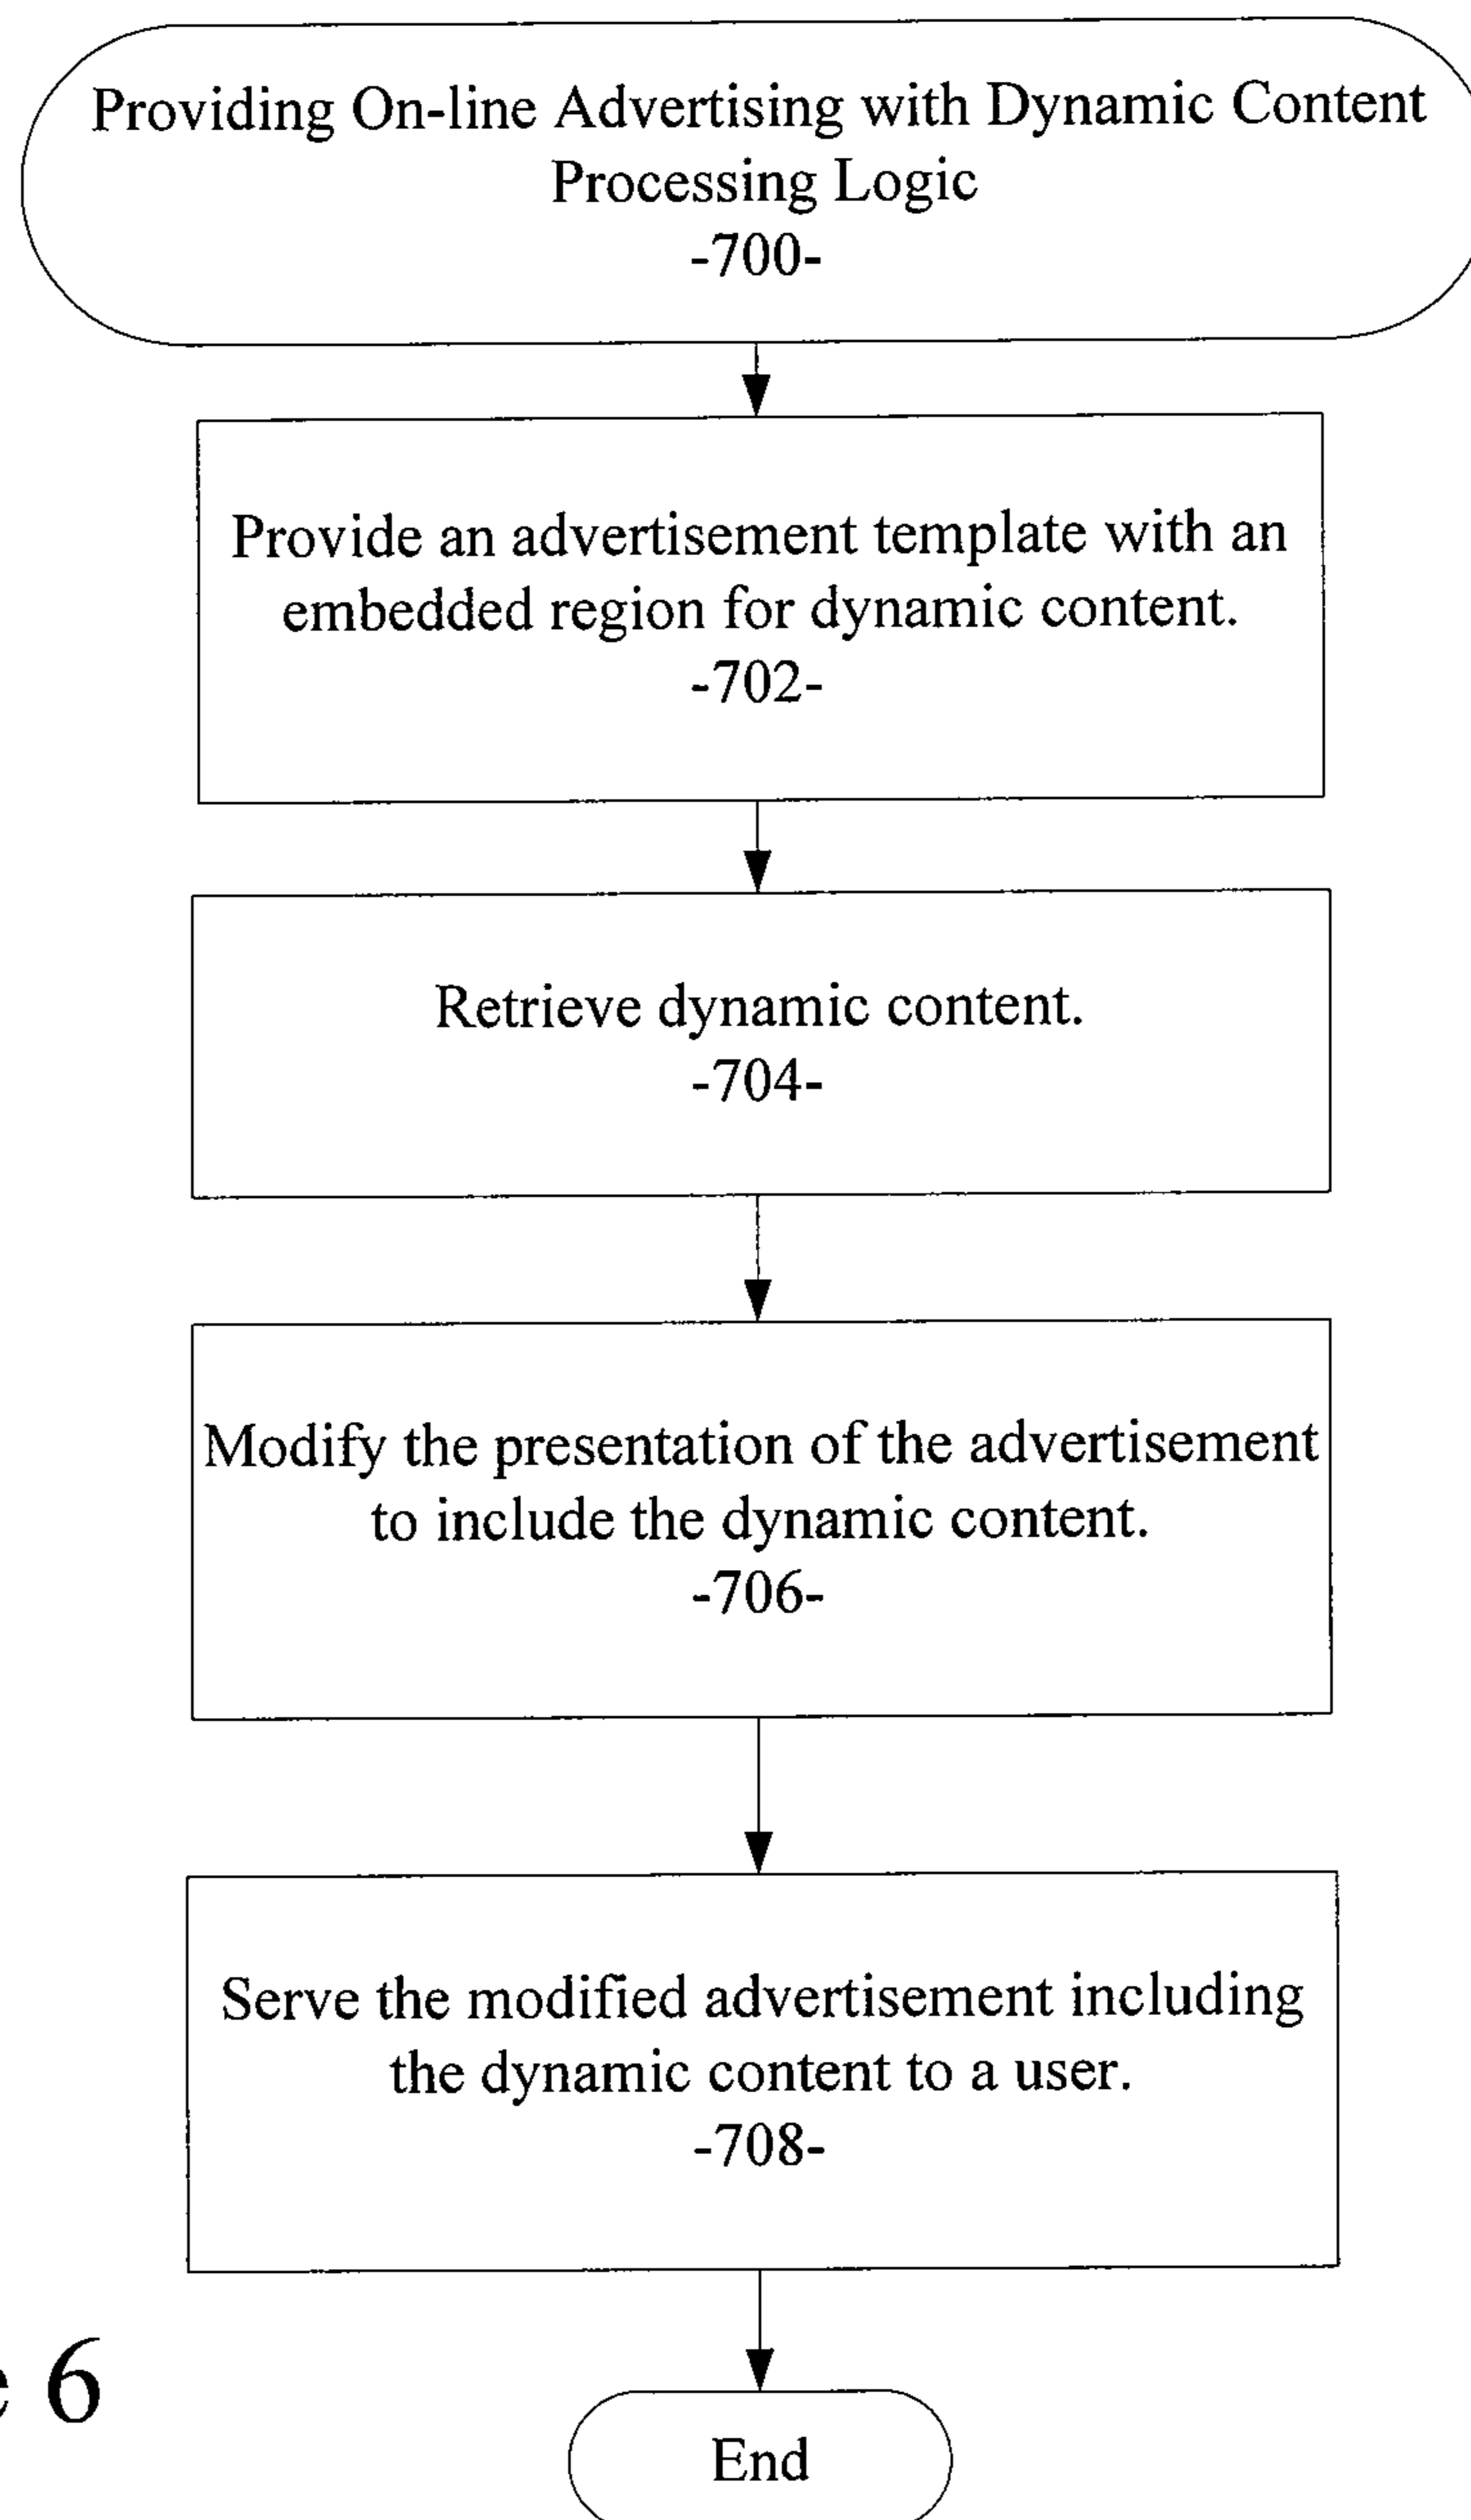 Providing On-line Advertising with Dynamic Content
Processing Logic
-700-
Provide an advertisement template with an
embedded region for dynamic content.
-702-
Retrieve dynamic content.
-704-
Modify the presentation of the advertisement
to include the dynamic content.
-706-
Serve the modified advertisement including
the dynamic content to a user.
-708-
6
End